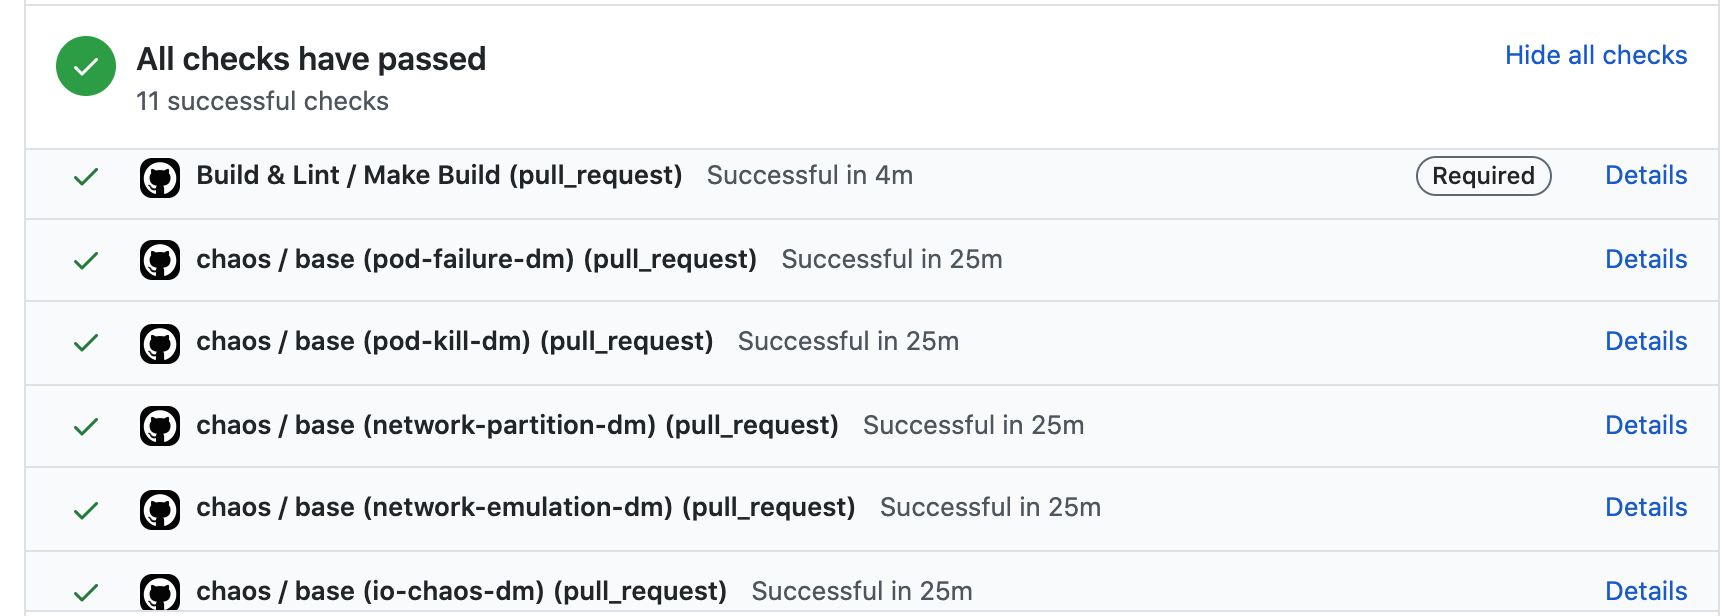 All checks have passed
Hide all checks
11 successful checks
Build & Lint / Make Build (pull_request) Successful in 4m Required Details
chaos / base (pod-failure-dm) (pull_request) Successful in 25m Details
chaos / base (pod-kill-dm) (pull_request) Successful in 25m Details
chaos / base (network-partition-dm) (pull_request) Successful in 25m Details
chaos / base (network-emulation-dm) (pull_request) Successful in 25m Details
chaos / base (io-chaos-dm) (pull_request) Successful in 25m Details